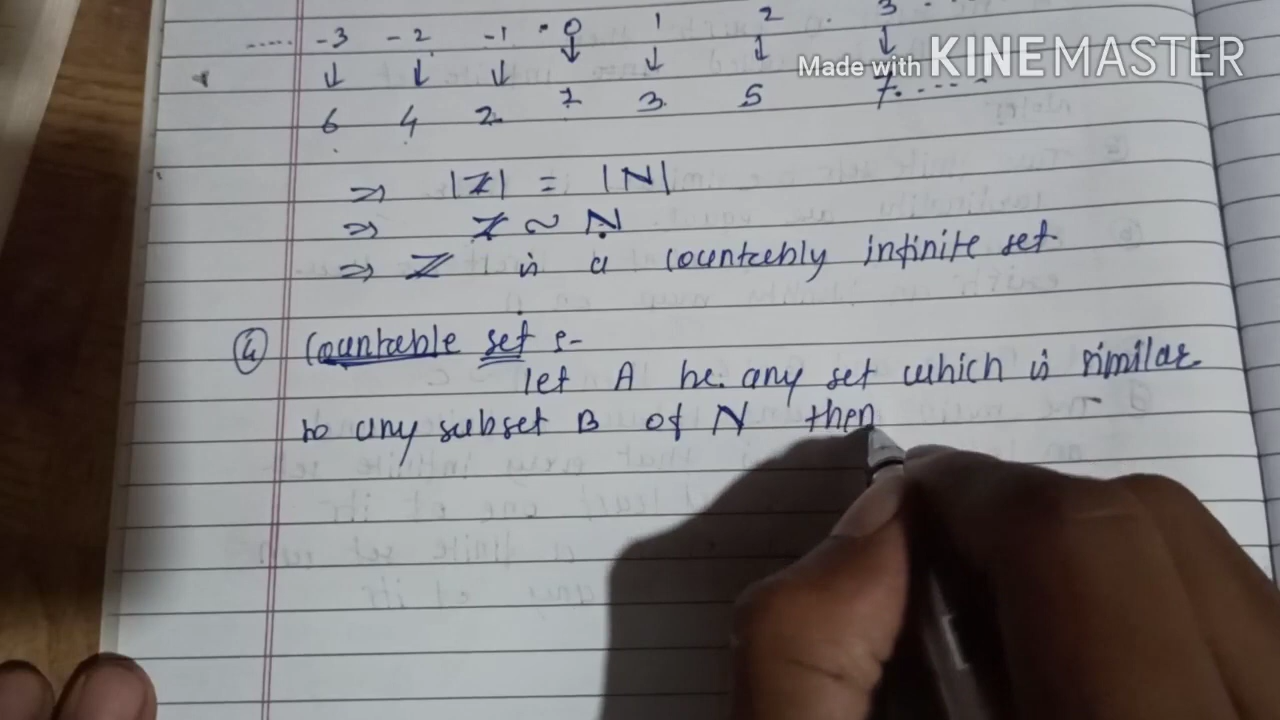 ..... -3 -2 -1 0 1 2 3 ...
↓ ↓ ↓ ↓ ↓ ↓ ↓
Made with KINEMASTER
6 4 2 1 3 5 7.....
⇒ |Z| = |N|
⇒ Z ~ N
⇒ Z is a countably infinite set
④ Countable set :-
let A be any set which is similar
to any subset B of N then